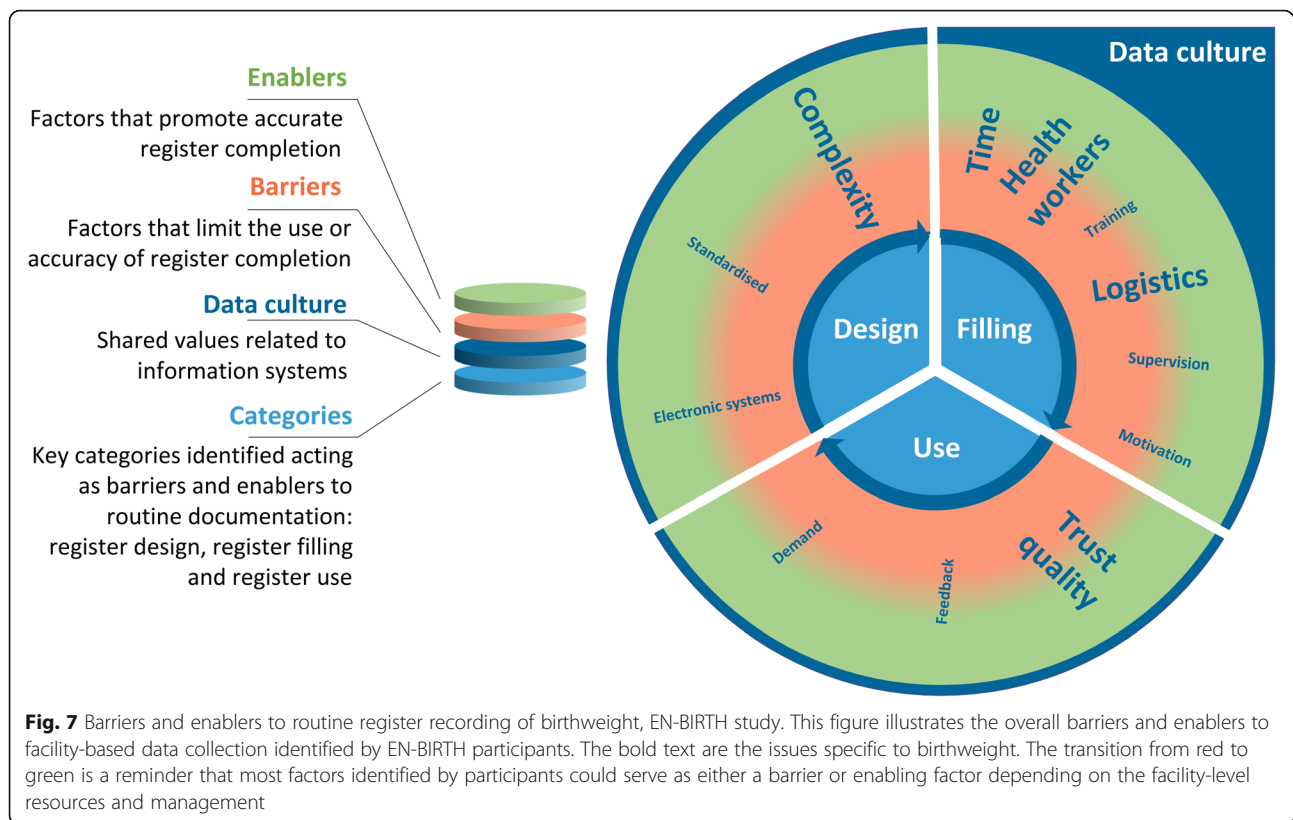 Enablers
Factors that promote accurate
register completion
Barriers
Factors that limit the use or
accuracy of register completion
Data culture
Shared values related to
information systems
Categories
Key categories identified acting
as barriers and enablers to
routine documentation:
register design, register filling
and register use
Data culture
Complexity
Standardised
Electronic systems
Design
Time
Health
workers
Training
Logistics
Supervision
Motivation
Filling
Use
Trust
quality
Feedback
Demand
Fig. 7 Barriers and enablers to routine register recording of birthweight, EN-BIRTH study. This figure illustrates the overall barriers and enablers to
facility-based data collection identified by EN-BIRTH participants. The bold text are the issues specific to birthweight. The transition from red to
green is a reminder that most factors identified by participants could serve as either a barrier or enabling factor depending on the facility-level
resources and management